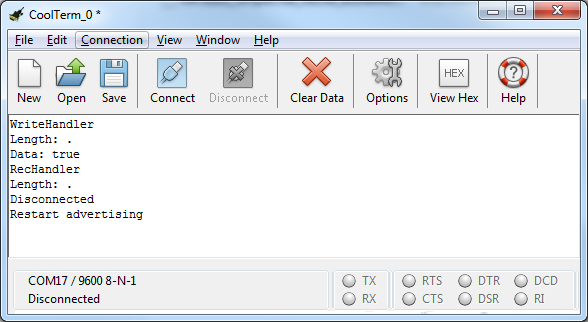 CoolTerm_0 *
File Edit Connection View Window Help
New Open Save Connect Disconnect Clear Data Options HEX View Hex Help
WriteHandler
Length: .
Data: true
RecHandler
Length: .
Disconnected
Restart advertising
COM17 / 9600 8-N-1
Disconnected
TX RTS DTR DCD
RX CTS DSR RI